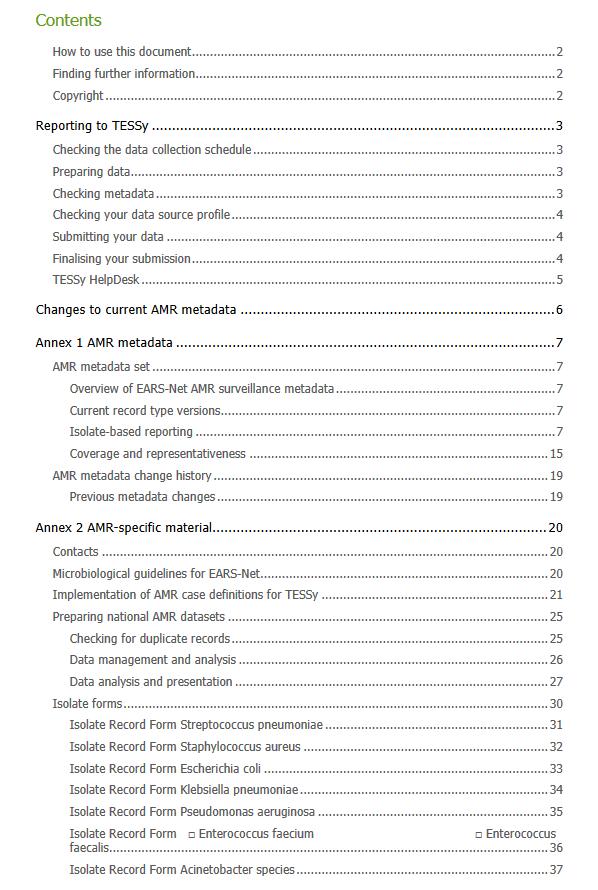 Contents
How to use this document 2
Finding further information 2
Copyright 2
Reporting to TESSy 3
Checking the data collection schedule 3
Preparing data 3
Checking metadata 3
Checking your data source profile 4
Submitting your data 4
Finalising your submission 4
TESSy HelpDesk 5
Changes to current AMR metadata 6
Annex 1 AMR metadata 7
AMR metadata set 7
Overview of EARS-Net AMR surveillance metadata 7
Current record type versions 7
Isolate-based reporting 7
Coverage and representativeness 15
AMR metadata change history 19
Previous metadata changes 19
Annex 2 AMR-specific material 20
Contacts 20
Microbiological guidelines for EARS-Net 20
Implementation of AMR case definitions for TESSy 21
Preparing national AMR datasets 25
Checking for duplicate records 25
Data management and analysis 26
Data analysis and presentation 27
Isolate forms 30
Isolate Record Form Streptococcus pneumoniae 31
Isolate Record Form Staphylococcus aureus 32
Isolate Record Form Escherichia coli 33
Isolate Record Form Klebsiella pneumoniae 34
Isolate Record Form Pseudomonas aeruginosa 35
Isolate Record Form □ Enterococcus faecium □ Enterococcus
faecalis 36
Isolate Record Form Acinetobacter species 37